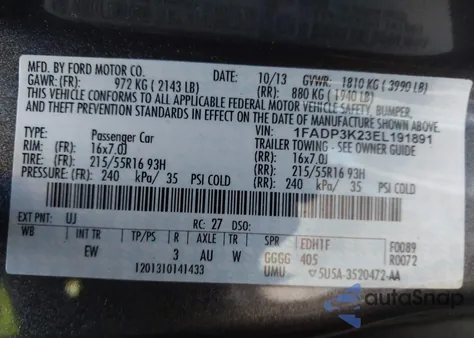 MFD. BY FORD MOTOR CO.
DATE: 10/13 GVWR: 1810 KG (3990 LB)
GAWR: (FR): 972 KG (2143 LB) (RR): 880 KG (1940 LB)
THIS VEHICLE CONFORMS TO ALL APPLICABLE FEDERAL MOTOR VEHICLE SAFETY, BUMPER,
AND THEFT PREVENTION STANDARDS IN EFFECT ON THE DATE OF MANUFACTURE SHOWN ABOVE.
VIN: 1FADP3K23EL191891
TYPE: Passenger Car TRAILER TOWING - SEE OWNER GUIDE
RIM: (FR): 16x7.0J (RR): 16x7.0J
TIRE: (FR): 215/55R16 93H (RR): 215/55R16 93H
PRESSURE: (FR): 240 kPa/ 35 PSI COLD (RR): 240 kPa/ 35 PSI COLD
EXT PNT: UJ RC: 27 DSO:
WB INT TR TP/PS R AXLE TR SPR EDH1F F0089
EW 3 AU W GGGG 405 R0072
UMU
1201310141433 5U5A-3520472-AA
autoSnap